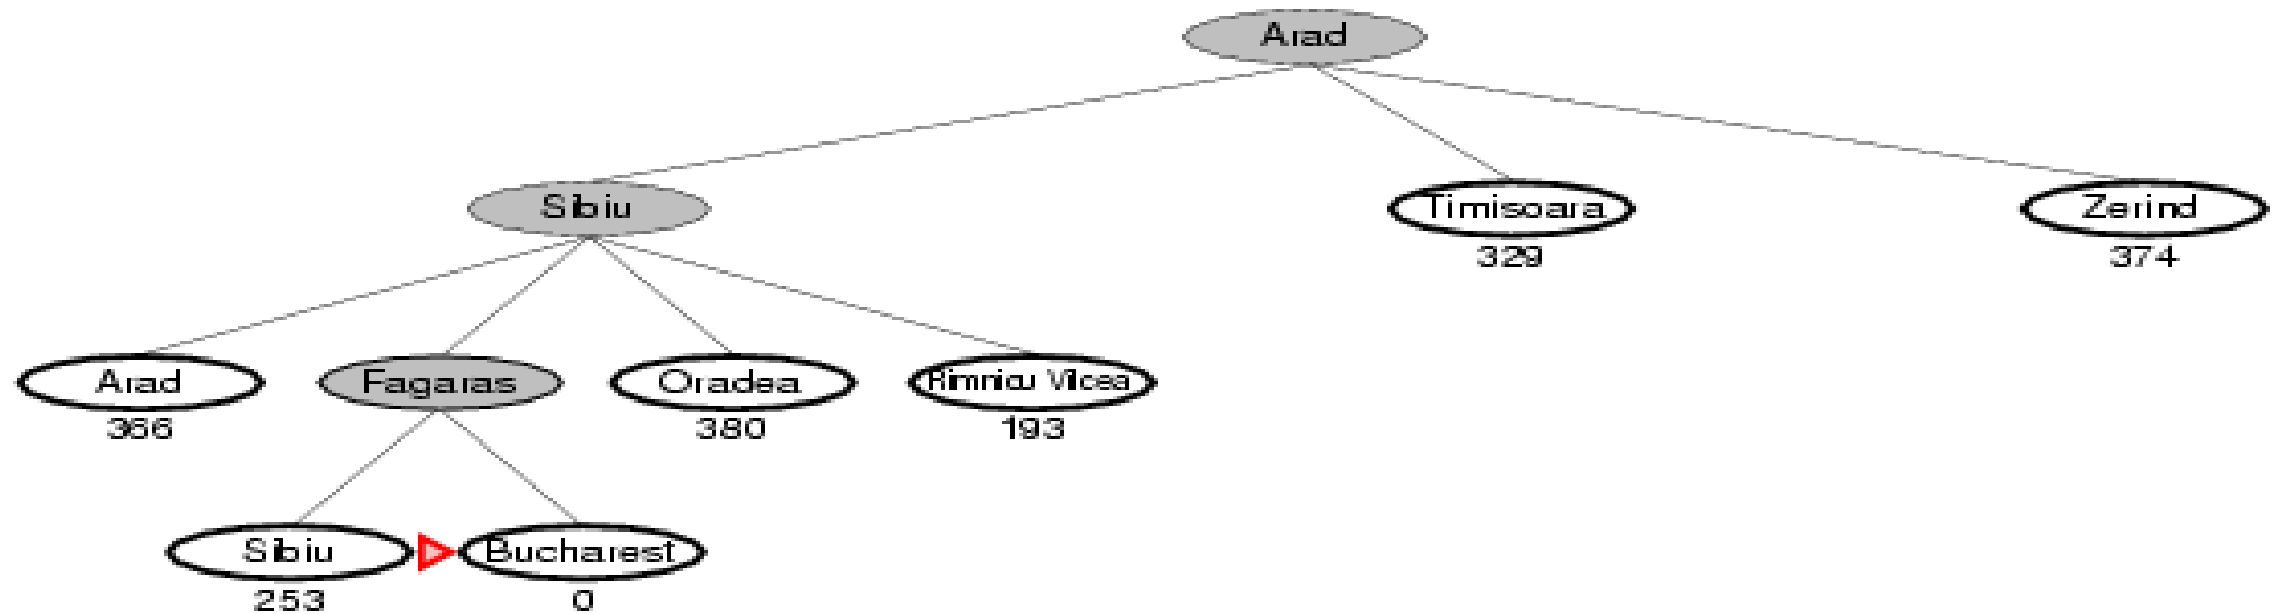 Arad
Sibiu
Timisoara
Zerind
329
374
Arad
Fagaras
Oradea
Rimnicu Vilcea
366
380
193
Sibiu
Bucharest
253
0